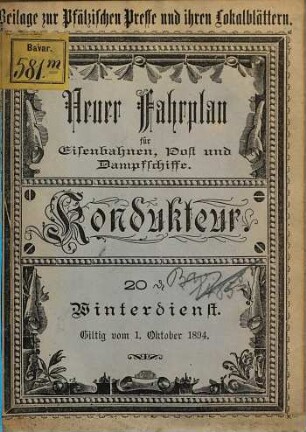 Beilage zur Pfälzischen Presse und ihren Lokalblättern.
Bavar.
581.m
Neuer Fahrplan
für
Eisenbahnen, Post und
Dampfschiffe.
Kondukteur.
20 ₰
Winterdienst.
Giltig vom 1. Oktober 1894.